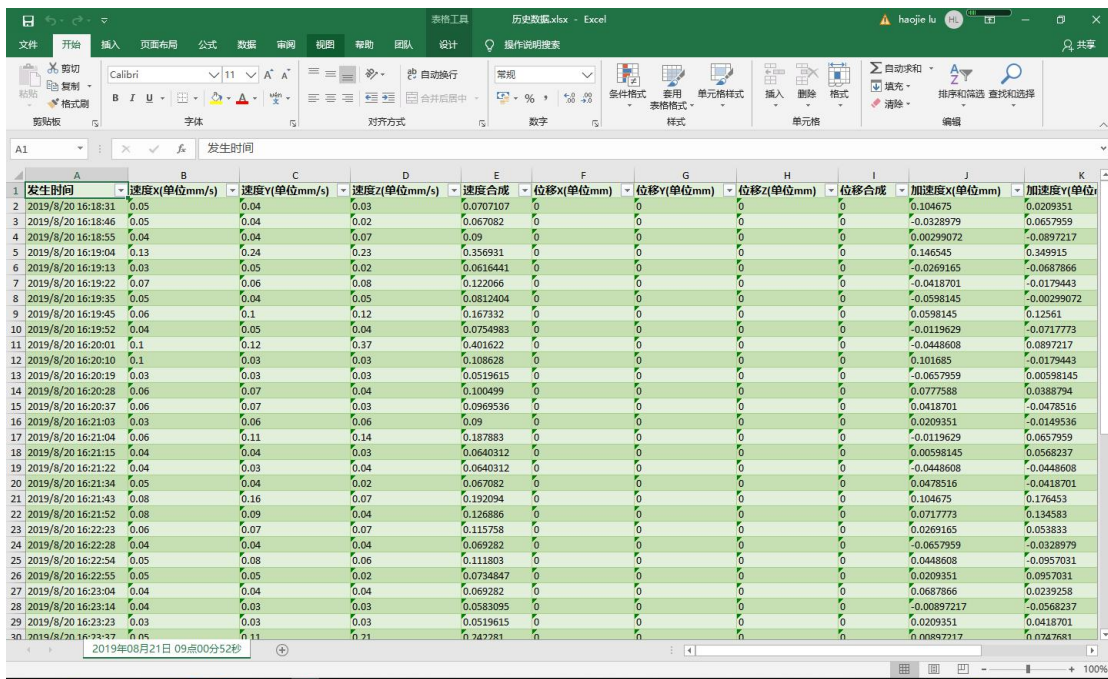 表格工具 历史数据.xlsx - Excel haojie lu HL
文件 开始 插入 页面布局 公式 数据 审阅 视图 帮助 团队 设计 操作说明搜索 共享
剪切 Calibri 11 自动换行 常规 自动求和
粘贴 复制 条件格式 套用 单元格样式 插入 删除 格式 填充 排序和筛选 查找和选择
格式刷 B I U 合并后居中 % 表格格式 清除
剪贴板 字体 对齐方式 数字 样式 单元格 编辑
A1 fx 发生时间
A B C D E F G H I J K
1 发生时间 速度X(单位mm/s) 速度Y(单位mm/s) 速度Z(单位mm/s) 速度合成 位移X(单位mm) 位移Y(单位mm) 位移Z(单位mm) 位移合成 加速度X(单位mm) 加速度Y(单位
2 2019/8/20 16:18:31 0.05 0.04 0.03 0.0707107 0 0 0 0 0.104675 0.0209351
3 2019/8/20 16:18:46 0.05 0.04 0.02 0.067082 0 0 0 0 -0.0328979 0.0657959
4 2019/8/20 16:18:55 0.04 0.04 0.07 0.09 0 0 0 0 0.00299072 -0.0897217
5 2019/8/20 16:19:04 0.13 0.24 0.23 0.356931 0 0 0 0 0.146545 0.349915
6 2019/8/20 16:19:13 0.03 0.05 0.02 0.0616441 0 0 0 0 -0.0269165 -0.0687866
7 2019/8/20 16:19:22 0.07 0.06 0.08 0.122066 0 0 0 0 -0.0418701 -0.0179443
8 2019/8/20 16:19:35 0.05 0.04 0.05 0.0812404 0 0 0 0 -0.0598145 -0.00299072
9 2019/8/20 16:19:45 0.06 0.1 0.12 0.167332 0 0 0 0 0.0598145 0.12561
10 2019/8/20 16:19:52 0.04 0.05 0.04 0.0754983 0 0 0 0 -0.0119629 -0.0717773
11 2019/8/20 16:20:01 0.1 0.12 0.37 0.401622 0 0 0 0 -0.0448608 0.0897217
12 2019/8/20 16:20:10 0.1 0.03 0.03 0.108628 0 0 0 0 0.101685 -0.0179443
13 2019/8/20 16:20:19 0.03 0.03 0.03 0.0519615 0 0 0 0 -0.0657959 0.00598145
14 2019/8/20 16:20:28 0.06 0.07 0.04 0.100499 0 0 0 0 0.0777588 0.0388794
15 2019/8/20 16:20:37 0.06 0.07 0.03 0.0969536 0 0 0 0 0.0418701 -0.0478516
16 2019/8/20 16:21:03 0.03 0.06 0.06 0.09 0 0 0 0 0.0209351 -0.0149536
17 2019/8/20 16:21:04 0.06 0.11 0.14 0.187883 0 0 0 0 -0.0119629 0.0657959
18 2019/8/20 16:21:15 0.04 0.04 0.03 0.0640312 0 0 0 0 0.00598145 0.0568237
19 2019/8/20 16:21:22 0.04 0.03 0.04 0.0640312 0 0 0 0 -0.0448608 -0.0448608
20 2019/8/20 16:21:34 0.05 0.04 0.02 0.067082 0 0 0 0 0.0478516 -0.0418701
21 2019/8/20 16:21:43 0.08 0.16 0.07 0.192094 0 0 0 0 0.104675 0.176453
22 2019/8/20 16:21:52 0.08 0.09 0.04 0.126886 0 0 0 0 0.0717773 0.134583
23 2019/8/20 16:22:23 0.06 0.07 0.07 0.115758 0 0 0 0 0.0269165 0.053833
24 2019/8/20 16:22:28 0.04 0.04 0.04 0.069282 0 0 0 0 -0.0657959 -0.0328979
25 2019/8/20 16:22:54 0.05 0.08 0.06 0.111803 0 0 0 0 0.0448608 -0.0957031
26 2019/8/20 16:22:55 0.05 0.05 0.02 0.0734847 0 0 0 0 0.0209351 0.0957031
27 2019/8/20 16:23:04 0.04 0.04 0.04 0.069282 0 0 0 0 0.0687866 0.0239258
28 2019/8/20 16:23:14 0.04 0.03 0.03 0.0583095 0 0 0 0 -0.00897217 -0.0568237
29 2019/8/20 16:23:23 0.03 0.03 0.03 0.0519615 0 0 0 0 0.0209351 0.0418701
30 2019/8/20 16:23:37 0.05 0.11 0.21 0.242281 0 0 0 0 0.00897217 0.0747681
2019年08月21日 09点00分52秒
100%